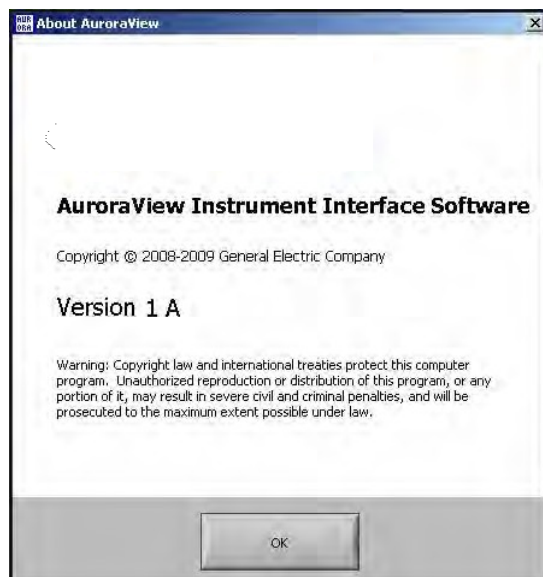 AUR
ORA
About AuroraView
AuroraView Instrument Interface Software
Copyright © 2008-2009 General Electric Company
Version 1 A
Warning: Copyright law and international treaties protect this computer
program. Unauthorized reproduction or distribution of this program, or any
portion of it, may result in severe civil and criminal penalties, and will be
prosecuted to the maximum extent possible under law.
OK